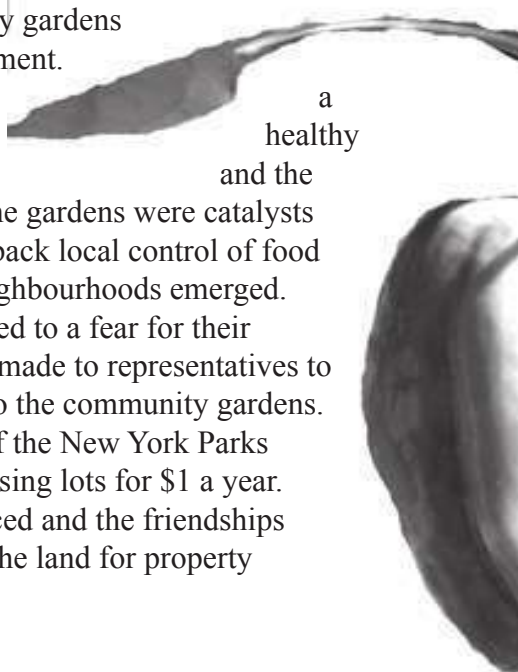 y gardens
ment.
a
healthy
and the
ne gardens were catalysts
back local control of food
ghbourhoods emerged.
ed to a fear for their
made to representatives to
o the community gardens.
f the New York Parks
sing lots for $1 a year.
ced and the friendships
he land for property